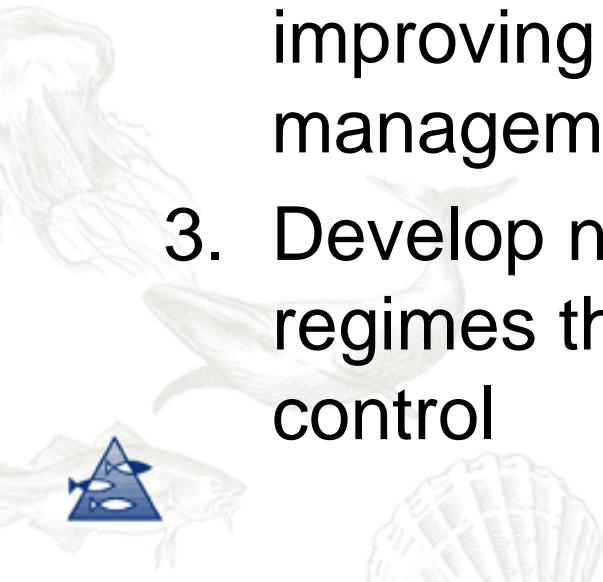 improving
managem
3. Develop n
regimes th
control